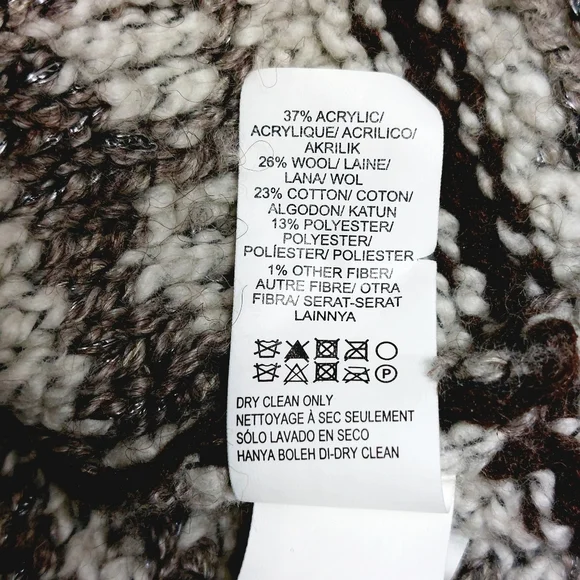 37% ACRYLIC/
ACRYLIQUE/ ACRILICO/
AKRILIK
26% WOOL/ LAINE/
LANA/ WOL
23% COTTON/ COTON/
ALGODON/ KATUN
13% POLYESTER/
POLYESTER/
POLÍESTER/ POLIESTER
1% OTHER FIBER/
AUTRE FIBRE/ OTRA
FIBRA/ SERAT-SERAT
LAINNYA
P
DRY CLEAN ONLY
NETTOYAGE À SEC SEULEMENT
SÓLO LAVADO EN SECO
HANYA BOLEH DI-DRY CLEAN